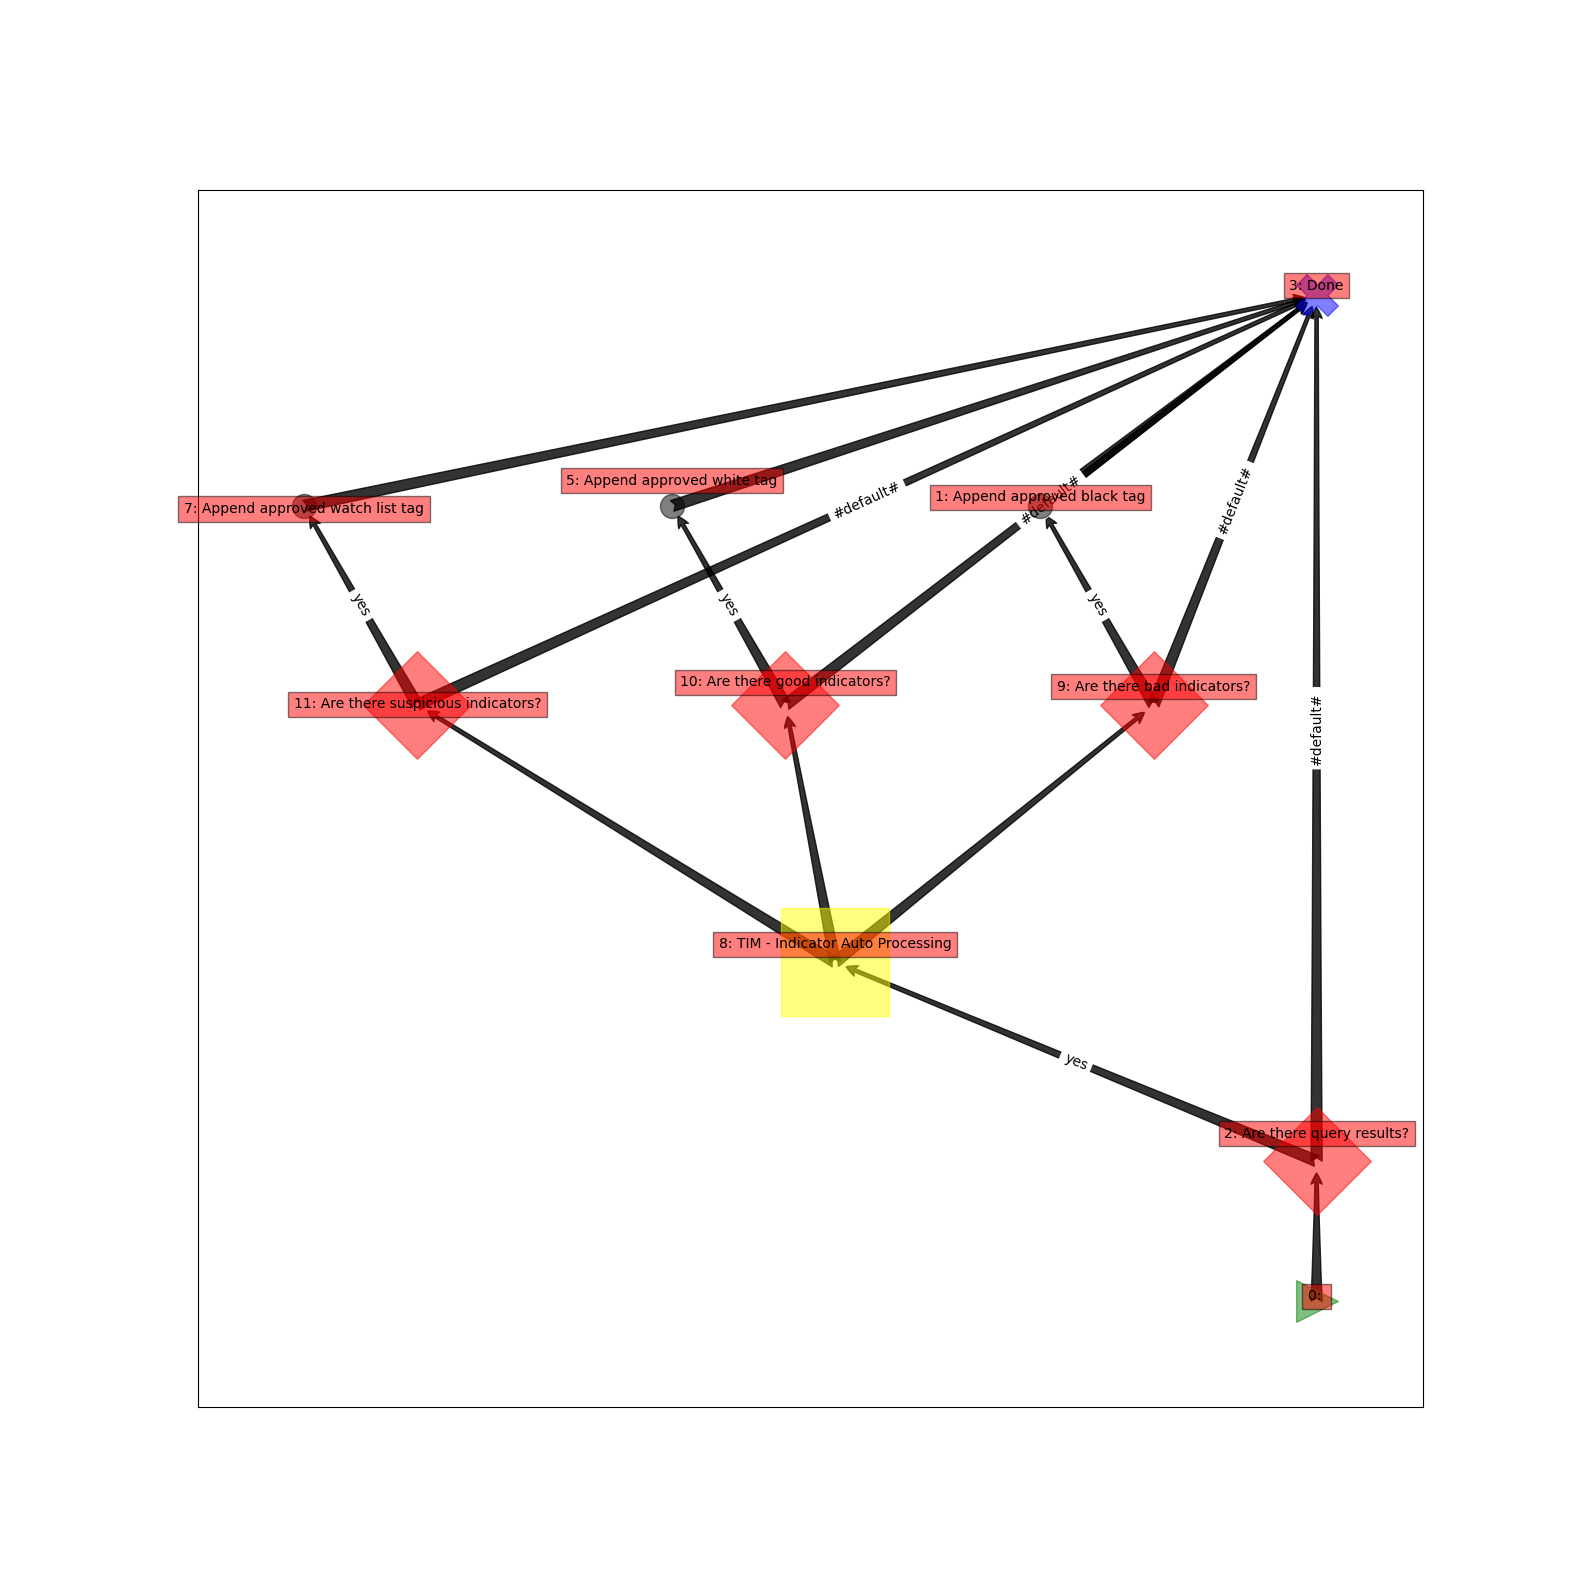 3: Done
5: Append approved white tag
1: Append approved black tag
7: Append approved watch list tag
#default#
#default#
#default#
yes
yes
yes
10: Are there good indicators?
9: Are there bad indicators?
11: Are there suspicious indicators?
#default#
8: TIM - Indicator Auto Processing
yes
2: Are there query results?
0: